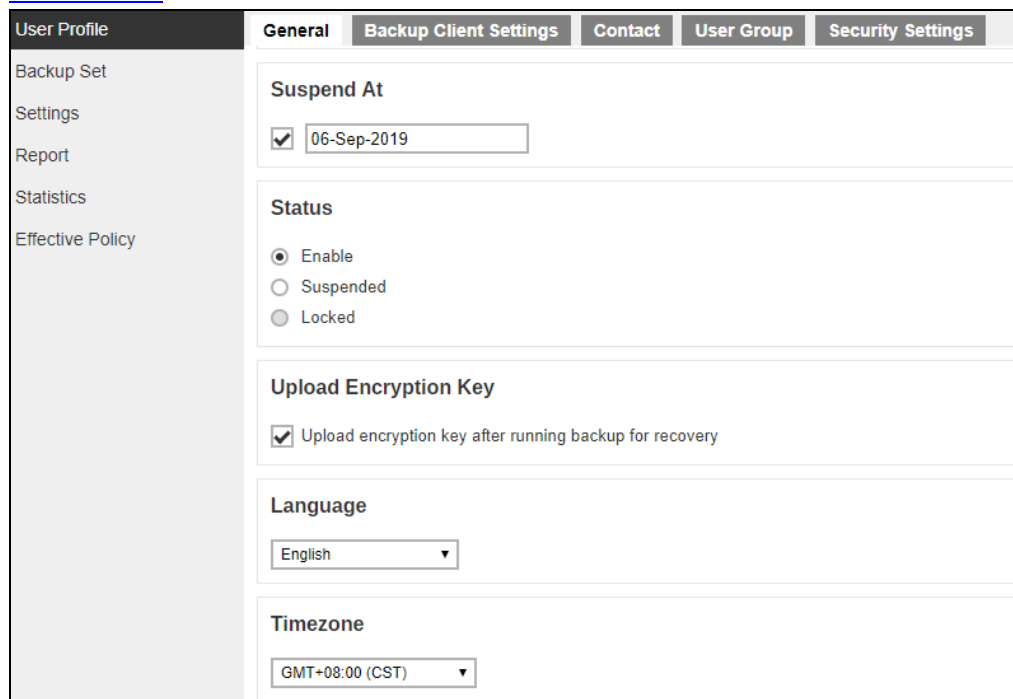 User Profile
General Backup Client Settings Contact User Group Security Settings
Backup Set
Settings
Report
Statistics
Effective Policy
Suspend At
06-Sep-2019
Status
Enable
Suspended
Locked
Upload Encryption Key
Upload encryption key after running backup for recovery
Language
English
Timezone
GMT+08:00 (CST)